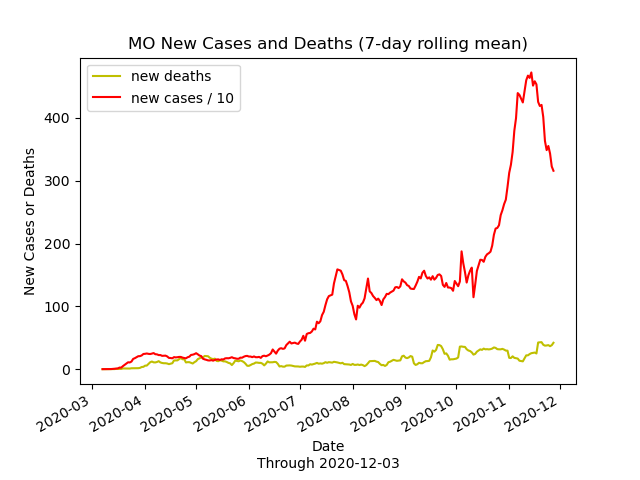 MO New Cases and Deaths (7-day rolling mean)
new deaths
new cases / 10
New Cases or Deaths
400
300
200
100
0
2020-03
2020-04
2020-05
2020-06
2020-07
2020-08
2020-09
2020-10
2020-11
2020-12
Date
Through 2020-12-03